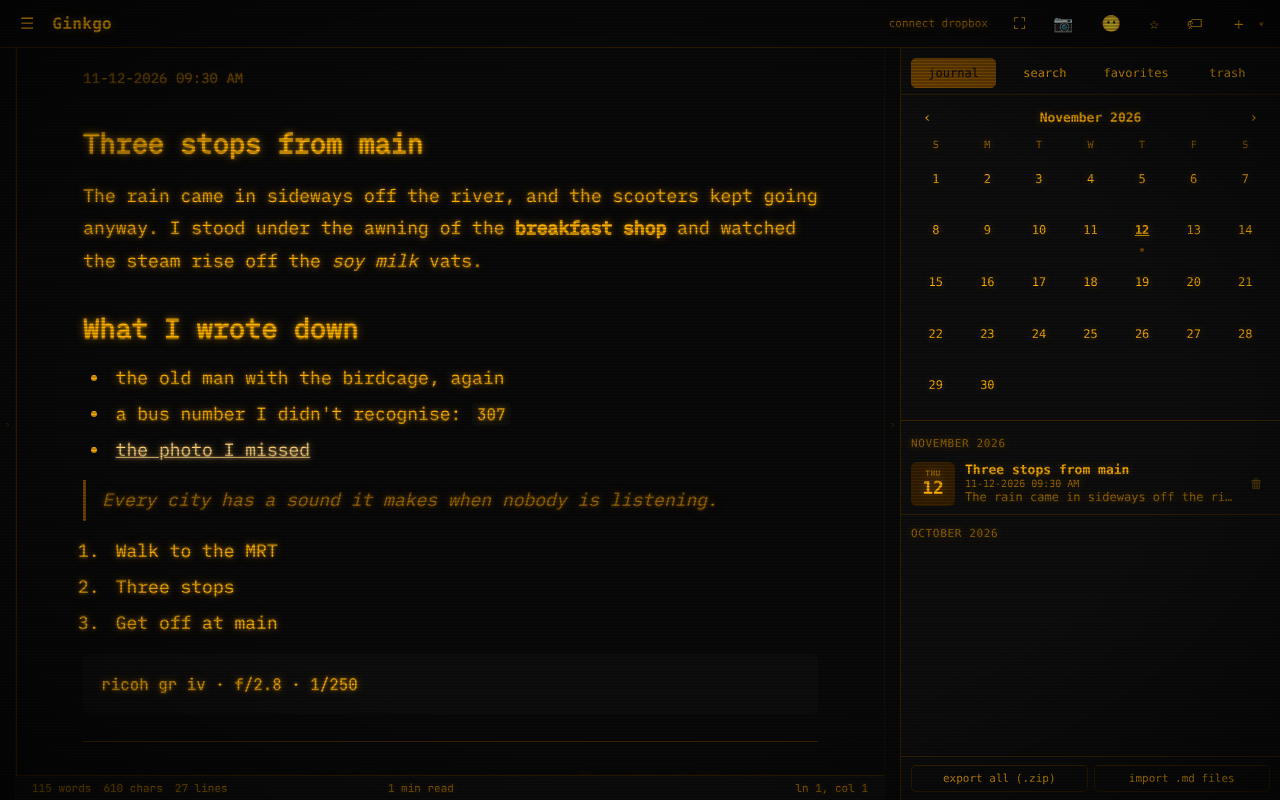 Ginkgo
connect dropbox
11-12-2026 09:30 AM
Three stops from main
The rain came in sideways off the river, and the scooters kept going
anyway. I stood under the awning of the breakfast shop and watched
the steam rise off the soy milk vats.
What I wrote down
• the old man with the birdcage, again
• a bus number I didn't recognise: 307
• the photo I missed
Every city has a sound it makes when nobody is listening.
1. Walk to the MRT
2. Three stops
3. Get off at main
ricoh gr iv · f/2.8 · 1/250
115 words 610 chars 27 lines
1 min read
ln 1, col 1
journal search favorites trash
‹ November 2026 ›
S M T W T F S
1 2 3 4 5 6 7
8 9 10 11 12 13 14
15 16 17 18 19 20 21
22 23 24 25 26 27 28
29 30
NOVEMBER 2026
THU
12
Three stops from main
11-12-2026 09:30 AM
The rain came in sideways off the ri…
OCTOBER 2026
export all (.zip)
import .md files